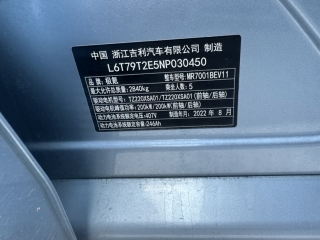 中国 浙江吉利汽车有限公司 制造
L6T79T2E5NP030450
品牌：极氪 整车型号：MR7001BEV11
最大允许总质量：2840kg 乘坐人数：5
驱动电机型号：TZ220XSA01/TZ220XSA01（前轴/后轴）
驱动电机峰值功率：200kW/200kW（前轴/后轴）
动力电池系统额定电压：407V 制造年月：2022 年 8 月
动力电池系统额定容量：246Ah